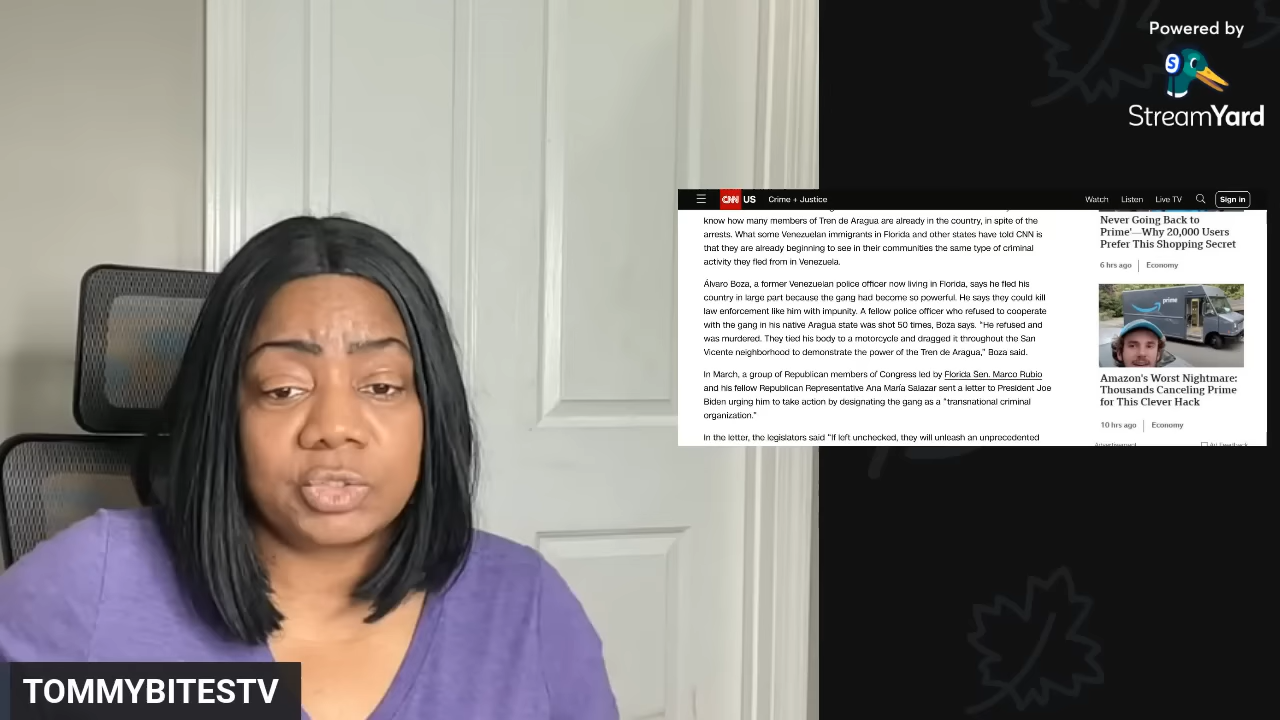 Powered by
S
StreamYard
CNN US Crime + Justice Watch Listen Live TV Sign in
know how many members of Tren de Aragua are already in the country, in spite of the
arrests. What some Venezuelan immigrants in Florida and other states have told CNN is
that they are already beginning to see in their communities the same type of criminal
activity they fled from in Venezuela.
Álvaro Boza, a former Venezuelan police officer now living in Florida, says he fled his
country in large part because the gang had become so powerful. He says they could kill
law enforcement like him with impunity. A fellow police officer who refused to cooperate
with the gang in his native Aragua state was shot 50 times, Boza says. "He refused and
was murdered. They tied his body to a motorcycle and dragged it throughout the San
Vicente neighborhood to demonstrate the power of the Tren de Aragua," Boza said.
In March, a group of Republican members of Congress led by Florida Sen. Marco Rubio
and his fellow Republican Representative Ana María Salazar sent a letter to President Joe
Biden urging him to take action by designating the gang as a "transnational criminal
organization."
In the letter, the legislators said "If left unchecked, they will unleash an unprecedented
Never Going Back to
Prime'—Why 20,000 Users
Prefer This Shopping Secret
6 hrs ago | Economy
prime
Amazon's Worst Nightmare:
Thousands Canceling Prime
for This Clever Hack
10 hrs ago | Economy
Advertisement Ad Feedback
TOMMYBITESTV